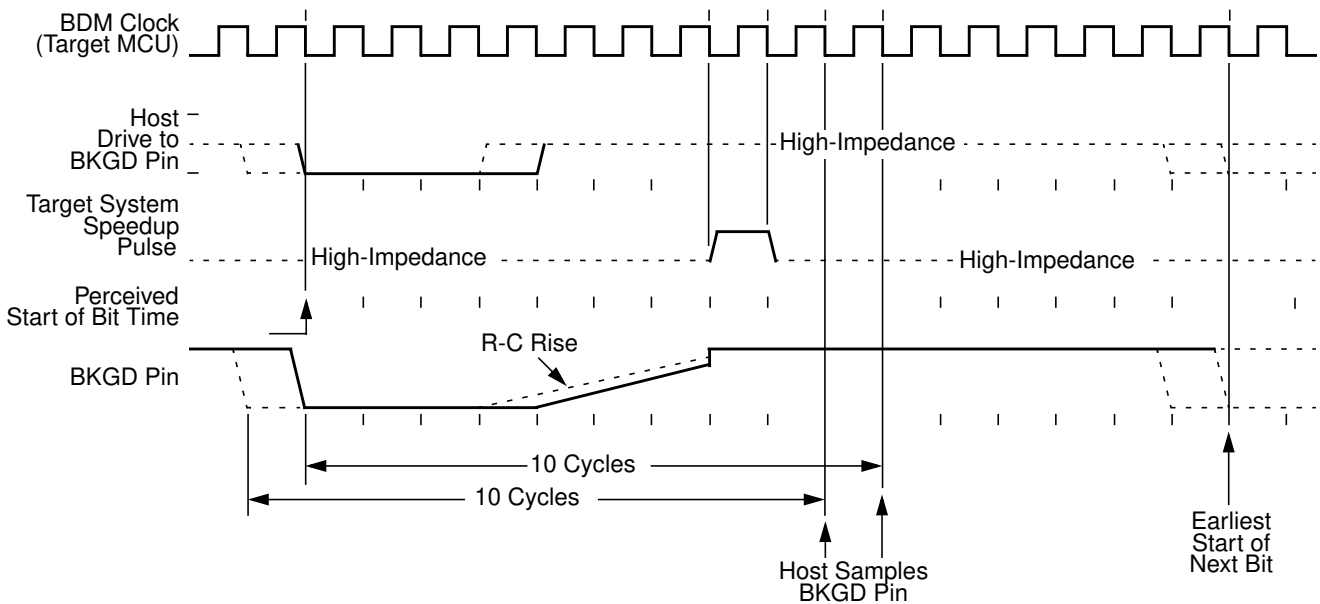 BDM Clock
(Target MCU)
Host
Drive to
BKGD Pin
High-Impedance
Target System
Speedup
Pulse
High-Impedance
High-Impedance
Perceived
Start of Bit Time
R-C Rise
BKGD Pin
10 Cycles
10 Cycles
Earliest
Start of
Next Bit
Host Samples
BKGD Pin